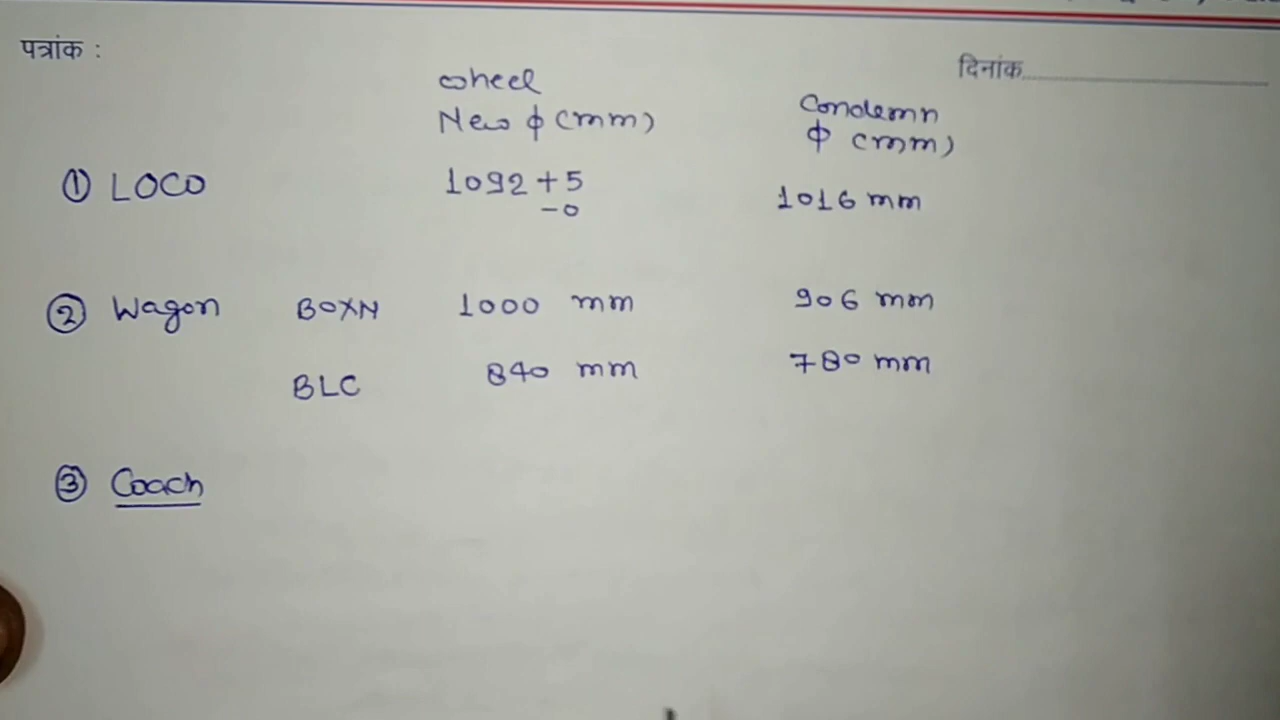 पत्रांक :
दिनांक
wheel
New ϕ (mm)
Condemn
ϕ (mm)
① LOCO 1092 +5 1016 mm
-0
② Wagon BOXN 1000 mm 906 mm
BLC 840 mm 780 mm
③ Coach